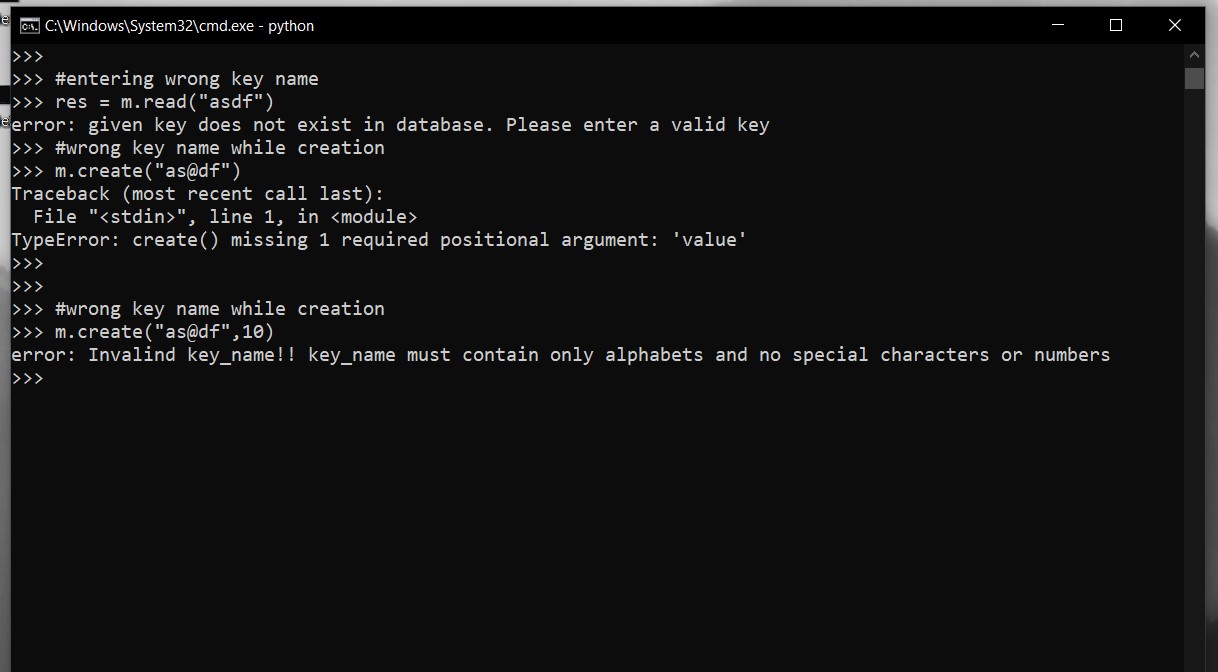 C:\Windows\System32\cmd.exe - python
>>>
>>> #entering wrong key name
>>> res = m.read("asdf")
error: given key does not exist in database. Please enter a valid key
>>> #wrong key name while creation
>>> m.create("as@df")
Traceback (most recent call last):
  File "<stdin>", line 1, in <module>
TypeError: create() missing 1 required positional argument: 'value'
>>>
>>>
>>> #wrong key name while creation
>>> m.create("as@df",10)
error: Invalind key_name!! key_name must contain only alphabets and no special characters or numbers
>>>